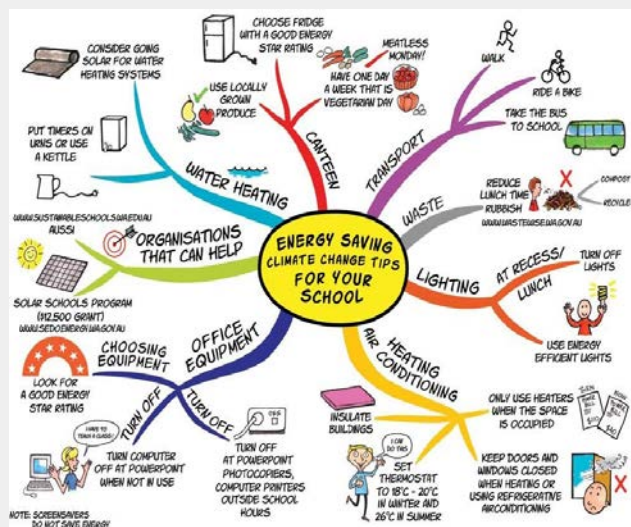 CONSIDER GOING
SOLAR FOR WATER
HEATING SYSTEMS
PUT TIMERS ON
URNS OR USE
A KETTLE
WATER HEATING
CHOOSE FRIDGE
WITH A GOOD ENERGY
STAR RATING
USE LOCALLY
GROWN
PRODUCE
MEATLESS
MONDAY!
HAVE ONE DAY
A WEEK THAT IS
VEGETARIAN DAY
CANTEEN
WALK
RIDE A BIKE
TAKE THE BUS
TO SCHOOL
TRANSPORT
WASTE
REDUCE
LUNCH TIME
RUBBISH
WWW.WASTEWISE.WA.GOV.AU
COMPOST
RECYCLE
ENERGY SAVING
CLIMATE CHANGE TIPS
FOR YOUR
SCHOOL
LIGHTING
AT RECESS/
LUNCH
TURN OFF
LIGHTS
USE ENERGY
EFFICENT LIGHTS
WWW.SUSTAINABLESCHOOLS.WA.EDU.AU
AUSSI
ORGANISATIONS
THAT CAN HELP
SOLAR SCHOOLS PROGRAM
($12,500 GRANT)
WWW.SEDO.ENERGY.WA.GOV.AU
OFFICE
EQUIPMENT
CHOOSING
EQUIPMENT
LOOK FOR
A GOOD ENERGY
STAR RATING
TURN OFF
I HAVE TO
TEACH A CLASS!
TURN COMPUTER
OFF AT POWERPOINT
WHEN NOT IN USE
NOTE: SCREENSAVERS
DO NOT SAVE ENERGY
TURN OFF
OFF
TURN OFF
AT POWERPOINT
PHOTOCOPIERS,
COMPUTER PRINTERS
OUTSIDE SCHOOL
HOURS
HEATING
AIR
CONDITIONING
INSULATE
BUILDINGS
I CAN
DO THIS
SET
THERMOSTAT
TO 18°C - 20°C
IN WINTER AND
26°C IN SUMMER
ONLY USE HEATERS
WHEN THE SPACE
IS OCCUPIED
KEEP DOORS AND
WINDOWS CLOSED
WHEN HEATING OR
USING REFRIGERATIVE
AIRCONDITIONING